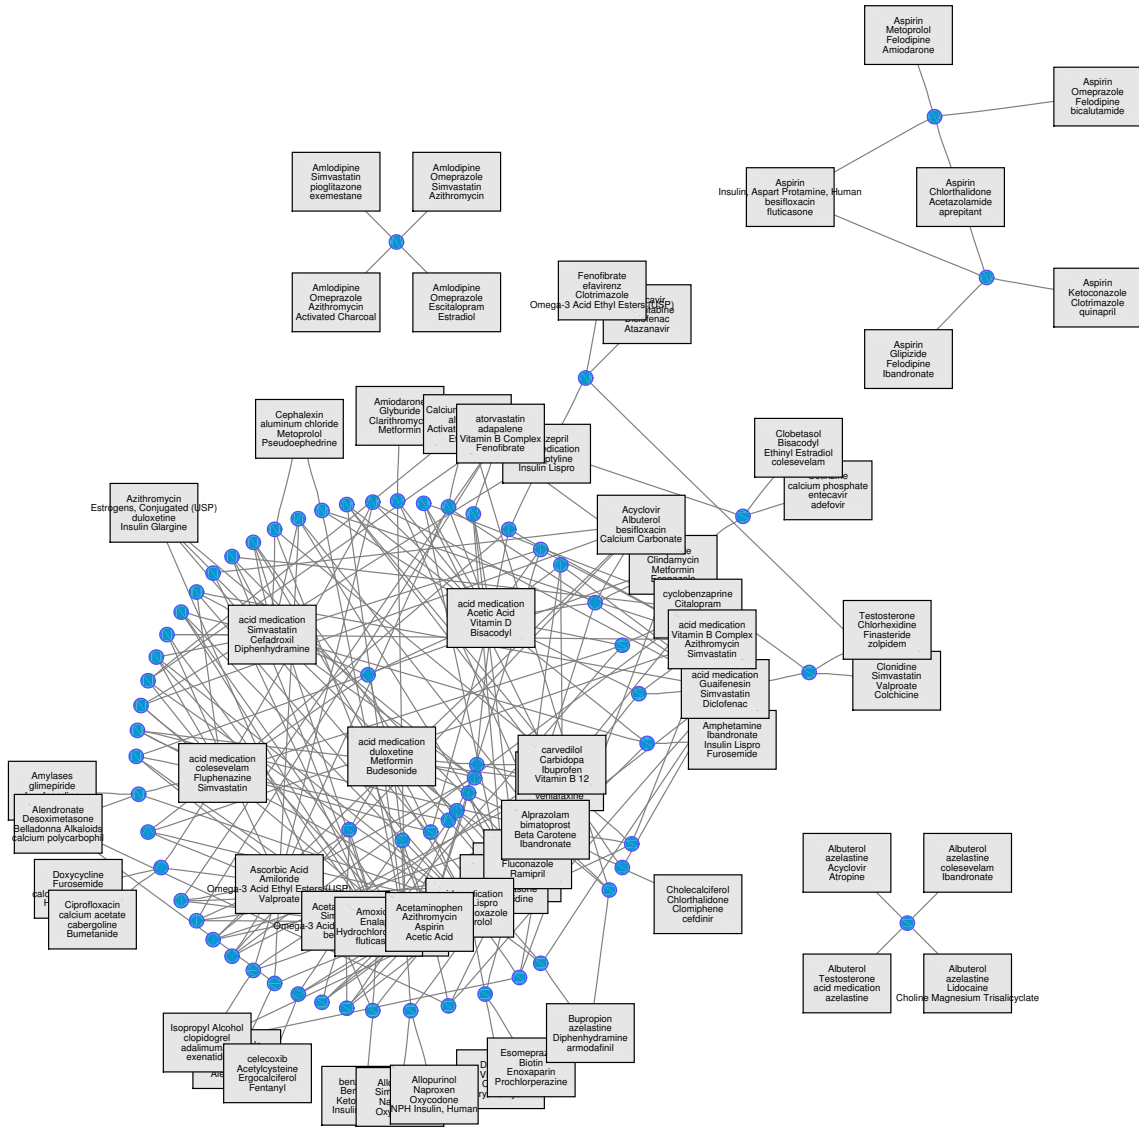 Aspirin
Metoprolol
Felodipine
Amiodarone
Aspirin
Omeprazole
Felodipine
bicalutamide
Amlodipine
Simvastatin
pioglitazone
exemestane
Amlodipine
Omeprazole
Simvastatin
Azithromycin
Aspirin
Insulin, Aspart Protamine, Human
besifloxacin
fluticasone
Aspirin
Chlorthalidone
Acetazolamide
aprepitant
Amlodipine
Omeprazole
Azithromycin
Activated Charcoal
Amlodipine
Omeprazole
Escitalopram
Estradiol
Fenofibrate
efavirenz
Clotrimazole
Omega-3 Acid Ethyl Esters (USP)
Diclofenac
Atazanavir
Aspirin
Ketoconazole
Clotrimazole
quinapril
Aspirin
Glipizide
Felodipine
Ibandronate
Cephalexin
aluminum chloride
Metoprolol
Pseudoephedrine
Amiodarone
Glyburide
Metformin
Calcium
atorvastatin
adapalene
Vitamin B Complex
Fenofibrate
Insulin Lispro
Clobetasol
Bisacodyl
Ethinyl Estradiol
colesevelam
calcium phosphate
entecavir
adefovir
Azithromycin
Estrogens, Conjugated (USP)
duloxetine
Insulin Glargine
Acyclovir
Albuterol
besifloxacin
Calcium Carbonate
Clindamycin
Metformin
cyclobenzaprine
Citalopram
acid medication
Simvastatin
Cefadroxil
Diphenhydramine
acid medication
Acetic Acid
Vitamin D
Bisacodyl
acid medication
Vitamin B Complex
Azithromycin
Simvastatin
Testosterone
Chlorhexidine
Finasteride
zolpidem
Clonidine
Simvastatin
Valproate
Colchicine
acid medication
Guaifenesin
Simvastatin
Diclofenac
Amphetamine
Ibandronate
Insulin Lispro
Furosemide
acid medication
colesevelam
Fluphenazine
Simvastatin
acid medication
duloxetine
Metformin
Budesonide
carvedilol
Carbidopa
Ibuprofen
Vitamin B 12
Amylases
glimepiride
Alendronate
Desoximetasone
Belladonna Alkaloids
calcium polycarbophil
Alprazolam
bimatoprost
Beta Carotene
Ibandronate
Fluconazole
Ramipril
Doxycycline
Furosemide
Ciprofloxacin
calcium acetate
cabergoline
Bumetanide
Ascorbic Acid
Amiloride
Omega-3 Acid Ethyl Esters (USP)
Valproate
Acetaminophen
Azithromycin
Aspirin
Acetic Acid
Cholecalciferol
Chlorthalidone
Clomiphene
cefdinir
Albuterol
azelastine
Acyclovir
Atropine
Albuterol
azelastine
colesevelam
Ibandronate
Albuterol
Testosterone
acid medication
azelastine
Albuterol
azelastine
Lidocaine
Choline Magnesium Trisalicyclate
Isopropyl Alcohol
clopidogrel
celecoxib
Acetylcysteine
Ergocalciferol
Fentanyl
Allopurinol
Naproxen
Oxycodone
NPH Insulin, Human
Biotin
Enoxaparin
Prochlorperazine
Bupropion
azelastine
Diphenhydramine
armodafinil